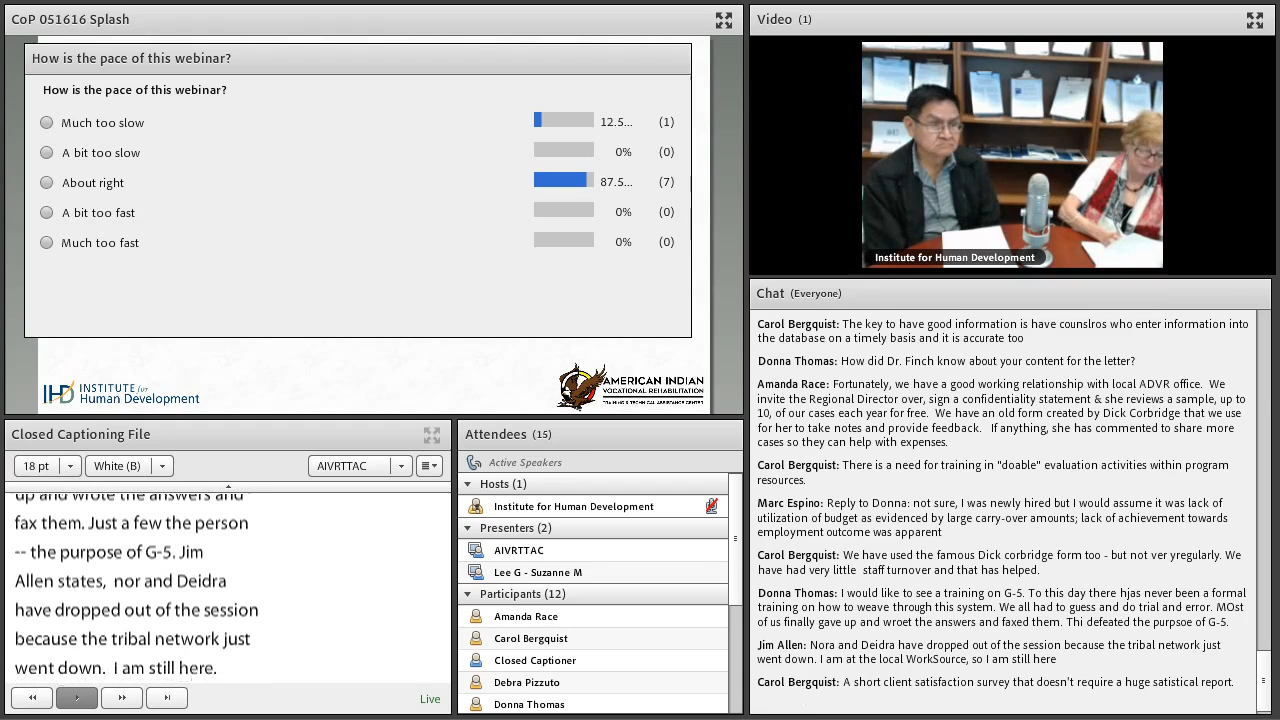 CoP 051616 Splash
How is the pace of this webinar?
How is the pace of this webinar?
Much too slow 12.5... (1)
A bit too slow 0% (0)
About right 87.5... (7)
A bit too fast 0% (0)
Much too fast 0% (0)
IHD INSTITUTE for
Human Development
AMERICAN INDIAN
VOCATIONAL REHABILITATION
TRAINING & TECHNICAL ASSISTANCE CENTER
Video (1)
Institute for Human Development
Closed Captioning File
18 pt White (B) AIVRTTAC
up and wrote the answers and
fax them. Just a few the person
-- the purpose of G-5. Jim
Allen states, nor and Deidra
have dropped out of the session
because the tribal network just
went down. I am still here.
Live
Attendees (15)
Active Speakers
Hosts (1)
Institute for Human Development
Presenters (2)
AIVRTTAC
Lee G - Suzanne M
Participants (12)
Amanda Race
Carol Bergquist
Closed Captioner
Debra Pizzuto
Donna Thomas
Chat (Everyone)
Carol Bergquist: The key to have good information is have counslros who enter information into
the database on a timely basis and it is accurate too
Donna Thomas: How did Dr. Finch know about your content for the letter?
Amanda Race: Fortunately, we have a good working relationship with local ADVR office. We
invite the Regional Director over, sign a confidentiality statement & she reviews a sample, up to
10, of our cases each year for free. We have an old form created by Dick Corbridge that we use
for her to take notes and provide feedback. If anything, she has commented to share more
cases so they can help with expenses.
Carol Bergquist: There is a need for training in "doable" evaluation activities within program
resources.
Marc Espino: Reply to Donna: not sure, I was newly hired but I would assume it was lack of
utilization of budget as evidenced by large carry-over amounts; lack of achievement towards
employment outcome was apparent
Carol Bergquist: We have used the famous Dick corbridge form too - but not ver yregularly. We
have had very little staff turnover and that has helped.
Donna Thomas: I would like to see a training on G-5. To this day there hjas never been a formal
training on how to weave through this system. We all had to guess and do trial and error. MOst
of us finally gave up and wroet the answers and faxed them. Thi defeated the purpsoe of G-5.
Jim Allen: Nora and Deidra have dropped out of the session because the tribal network just
went down. I am at the local WorkSource, so I am still here
Carol Bergquist: A short client satisfaction survey that doesn't require a huge satistical report.